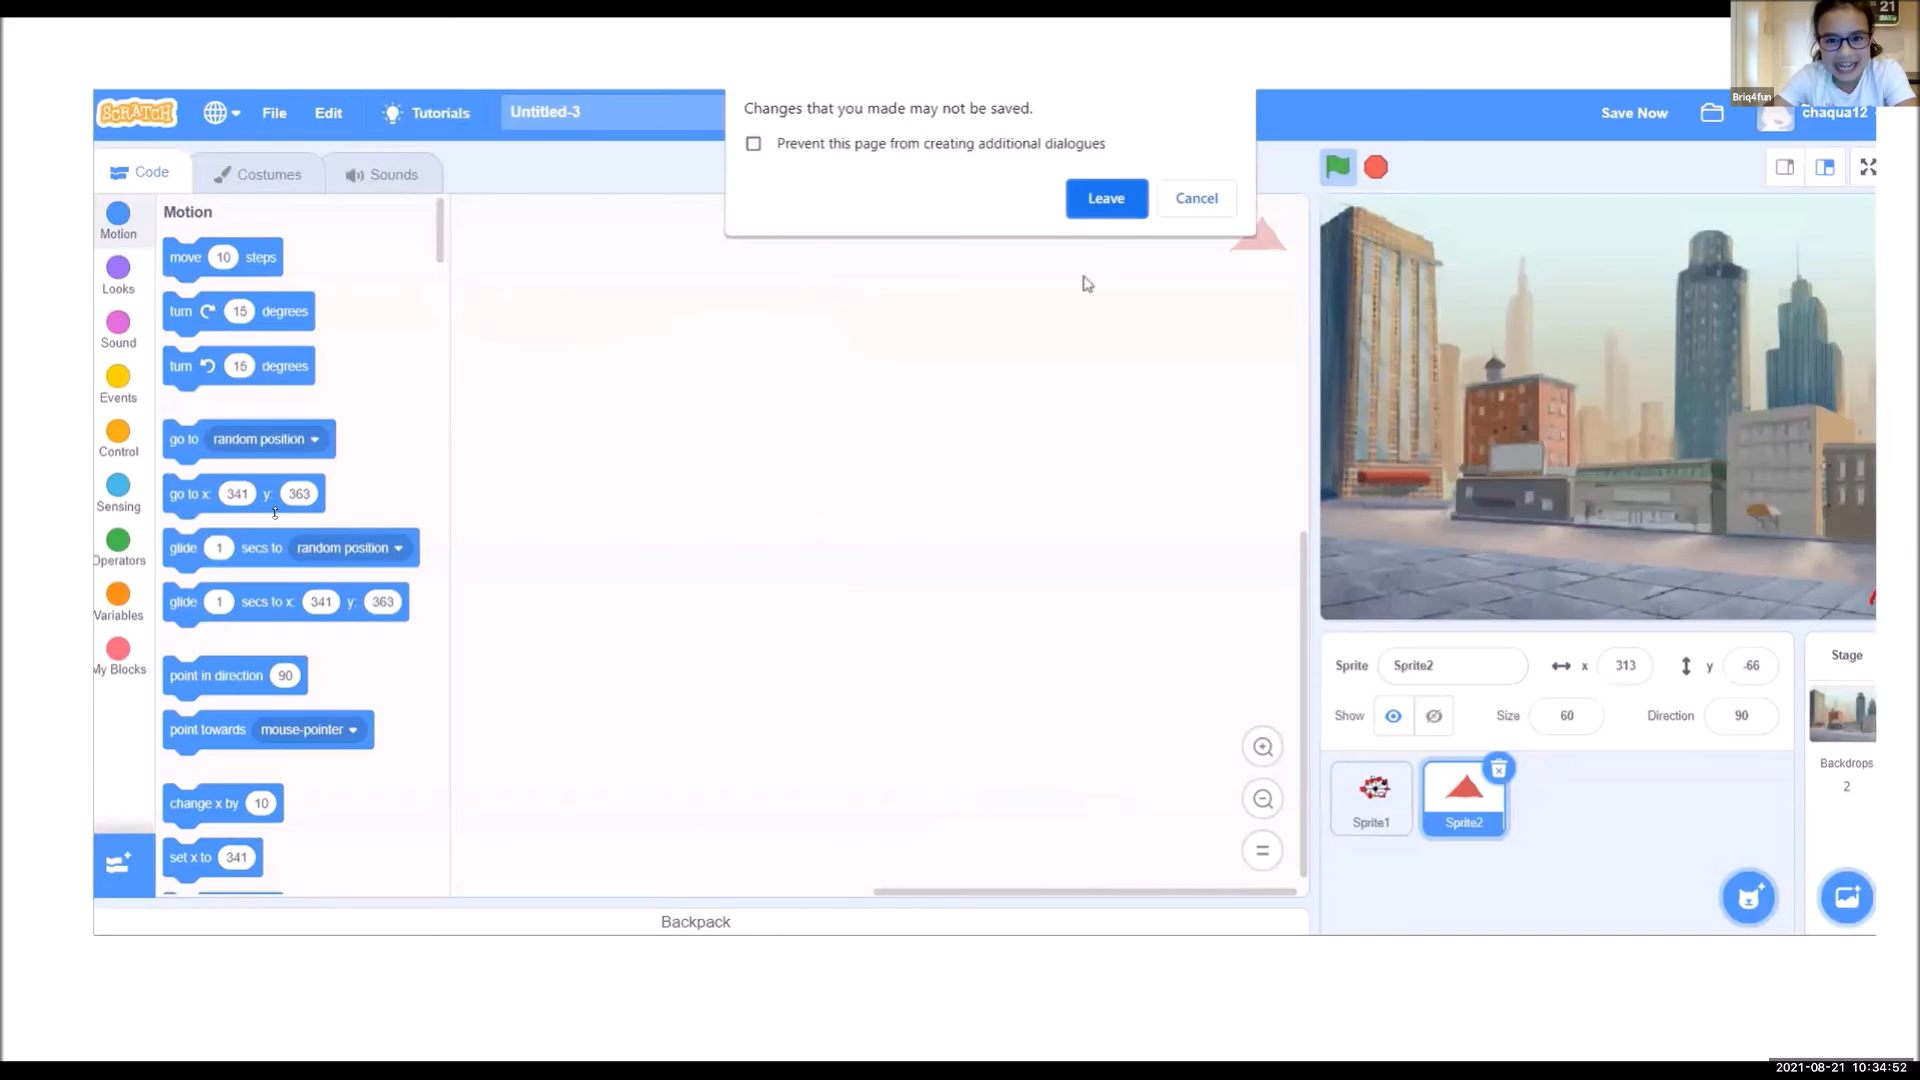 21
Briq4fun
SCRATCH
File
Edit
Tutorials
Untitled-3
Changes that you made may not be saved.
Prevent this page from creating additional dialogues
Leave
Cancel
Save Now
chaqua12
Code
Costumes
Sounds
Motion
Looks
Sound
Events
Control
Sensing
Operators
Variables
My Blocks
Motion
move 10 steps
turn 15 degrees
turn 15 degrees
go to random position
go to x: 341 y: 363
glide 1 secs to random position
glide 1 secs to x: 341 y: 363
point in direction 90
point towards mouse-pointer
change x by 10
set x to 341
Backpack
Sprite Sprite2 x 313 y -66
Show Size 60 Direction 90
Sprite1
Sprite2
Stage
Backdrops
2
2021-08-21 10:34:52